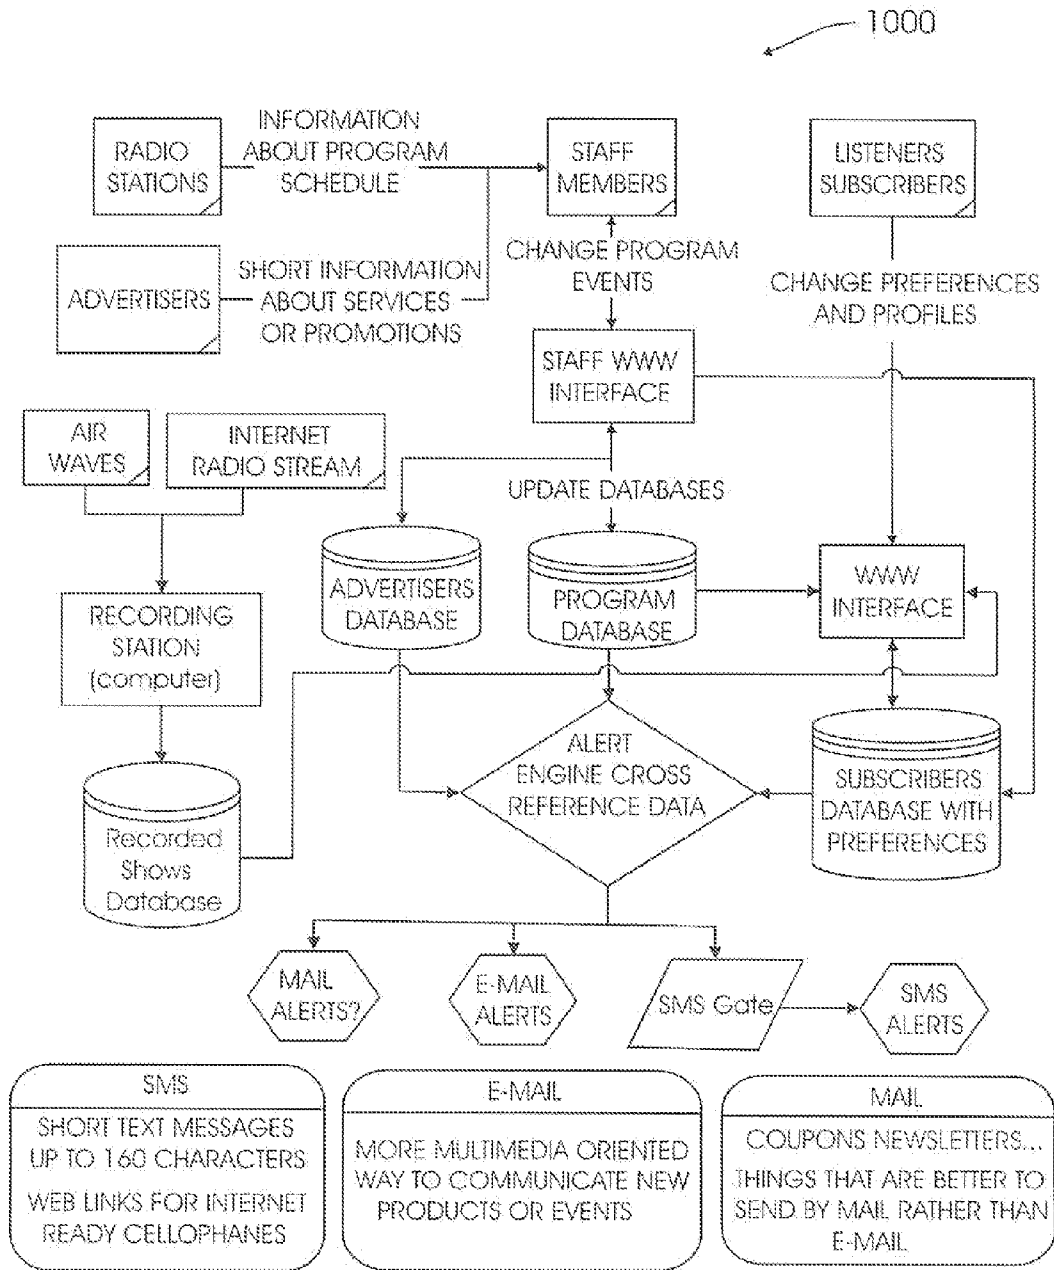 1000
RADIO
STATIONS
INFORMATION
ABOUT PROGRAM
SCHEDULE
STAFF
MEMBERS
LISTENERS
SUBSCRIBERS
ADVERTISERS
SHORT INFORMATION
ABOUT SERVICES
OR PROMOTIONS
CHANGE PROGRAM
EVENTS
CHANGE PREFERENCES
AND PROFILES
STAFF WWW
INTERFACE
AIR
WAVES
INTERNET
RADIO STREAM
UPDATE DATABASES
ADVERTISERS
DATABASE
PROGRAM
DATABASE
WWW
INTERFACE
RECORDING
STATION
(computer)
ALERT
ENGINE CROSS
REFERENCE DATA
SUBSCRIBERS
DATABASE WITH
PREFERENCES
Recorded
Shows
Database
MAIL
ALERTS?
E-MAIL
ALERTS
SMS Gate
SMS
ALERTS
SMS
SHORT TEXT MESSAGES
UP TO 160 CHARACTERS
WEB LINKS FOR INTERNET
READY CELLOPHANES
E-MAIL
MORE MULTIMEDIA ORIENTED
WAY TO COMMUNICATE NEW
PRODUCTS OR EVENTS
MAIL
COUPONS NEWSLETTERS...
THINGS THAT ARE BETTER TO
SEND BY MAIL RATHER THAN
E-MAIL